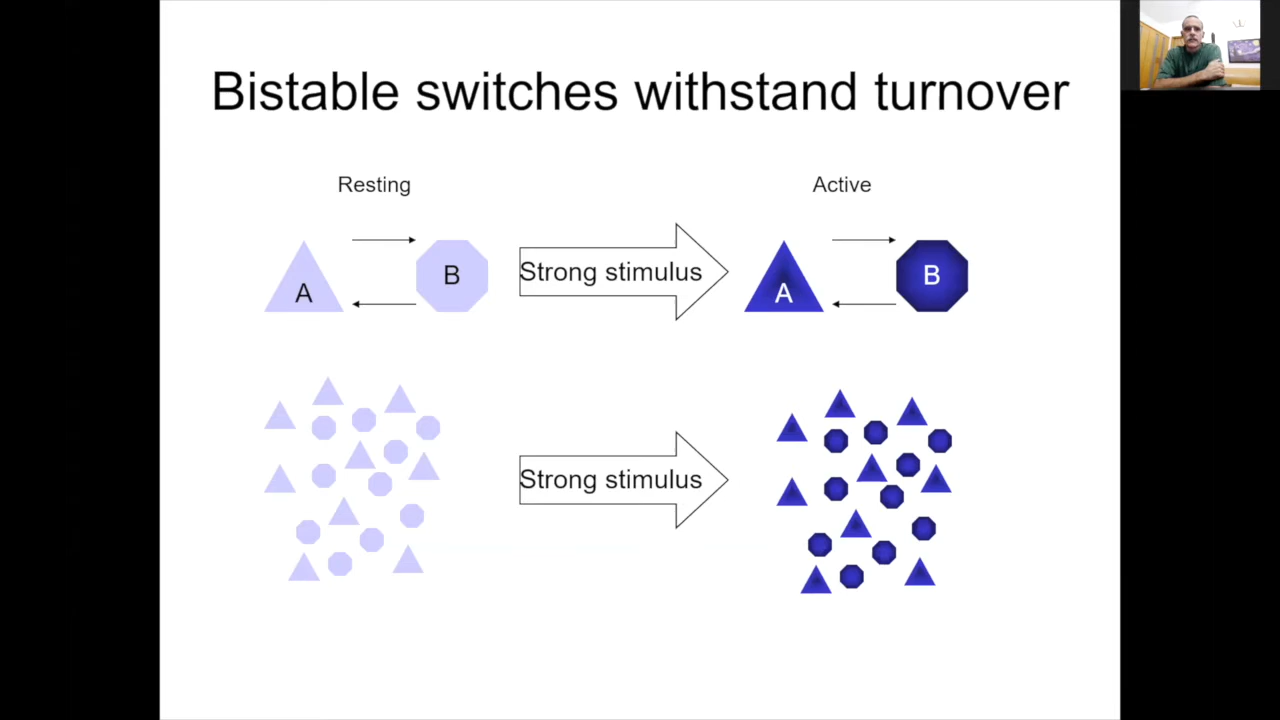 Bistable switches withstand turnover
Resting
Active
A
B
Strong stimulus
A
B
Strong stimulus